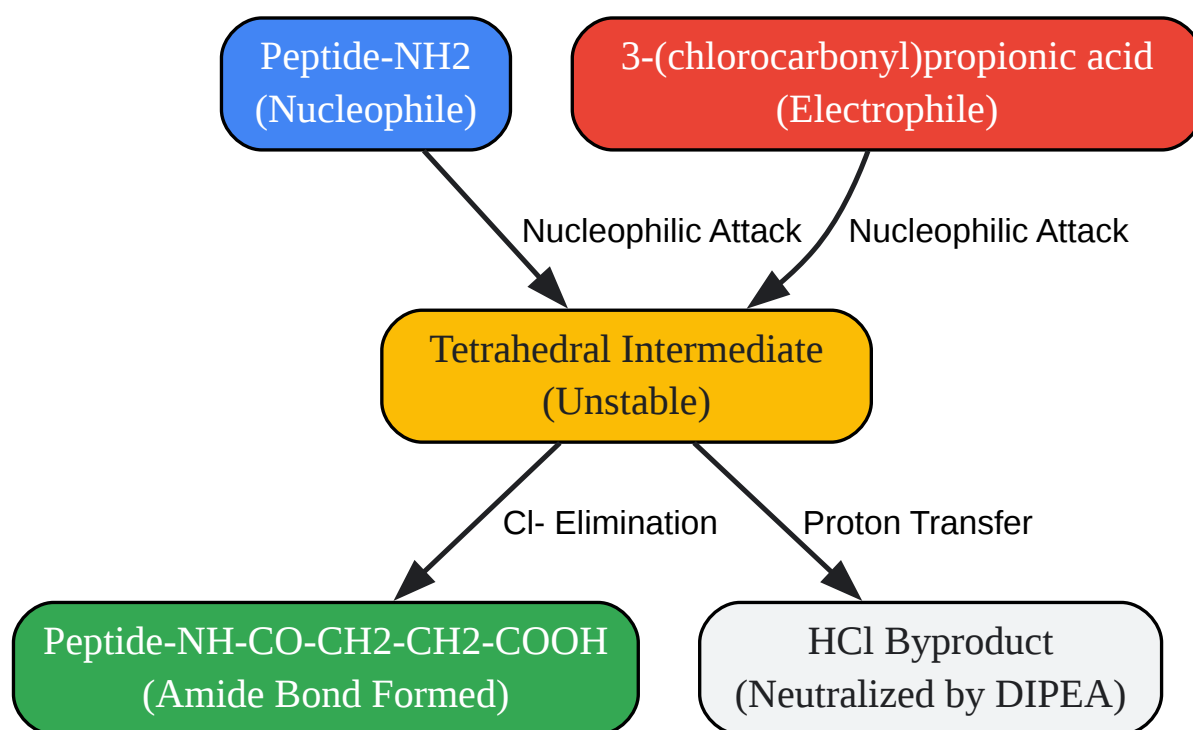 Peptide-NH2
(Nucleophile)
3-(chlorocarbonyl)propionic acid
(Electrophile)
Nucleophilic Attack
Nucleophilic Attack
Tetrahedral Intermediate
(Unstable)
Cl- Elimination
Proton Transfer
Peptide-NH-CO-CH2-CH2-COOH
(Amide Bond Formed)
HCl Byproduct
(Neutralized by DIPEA)